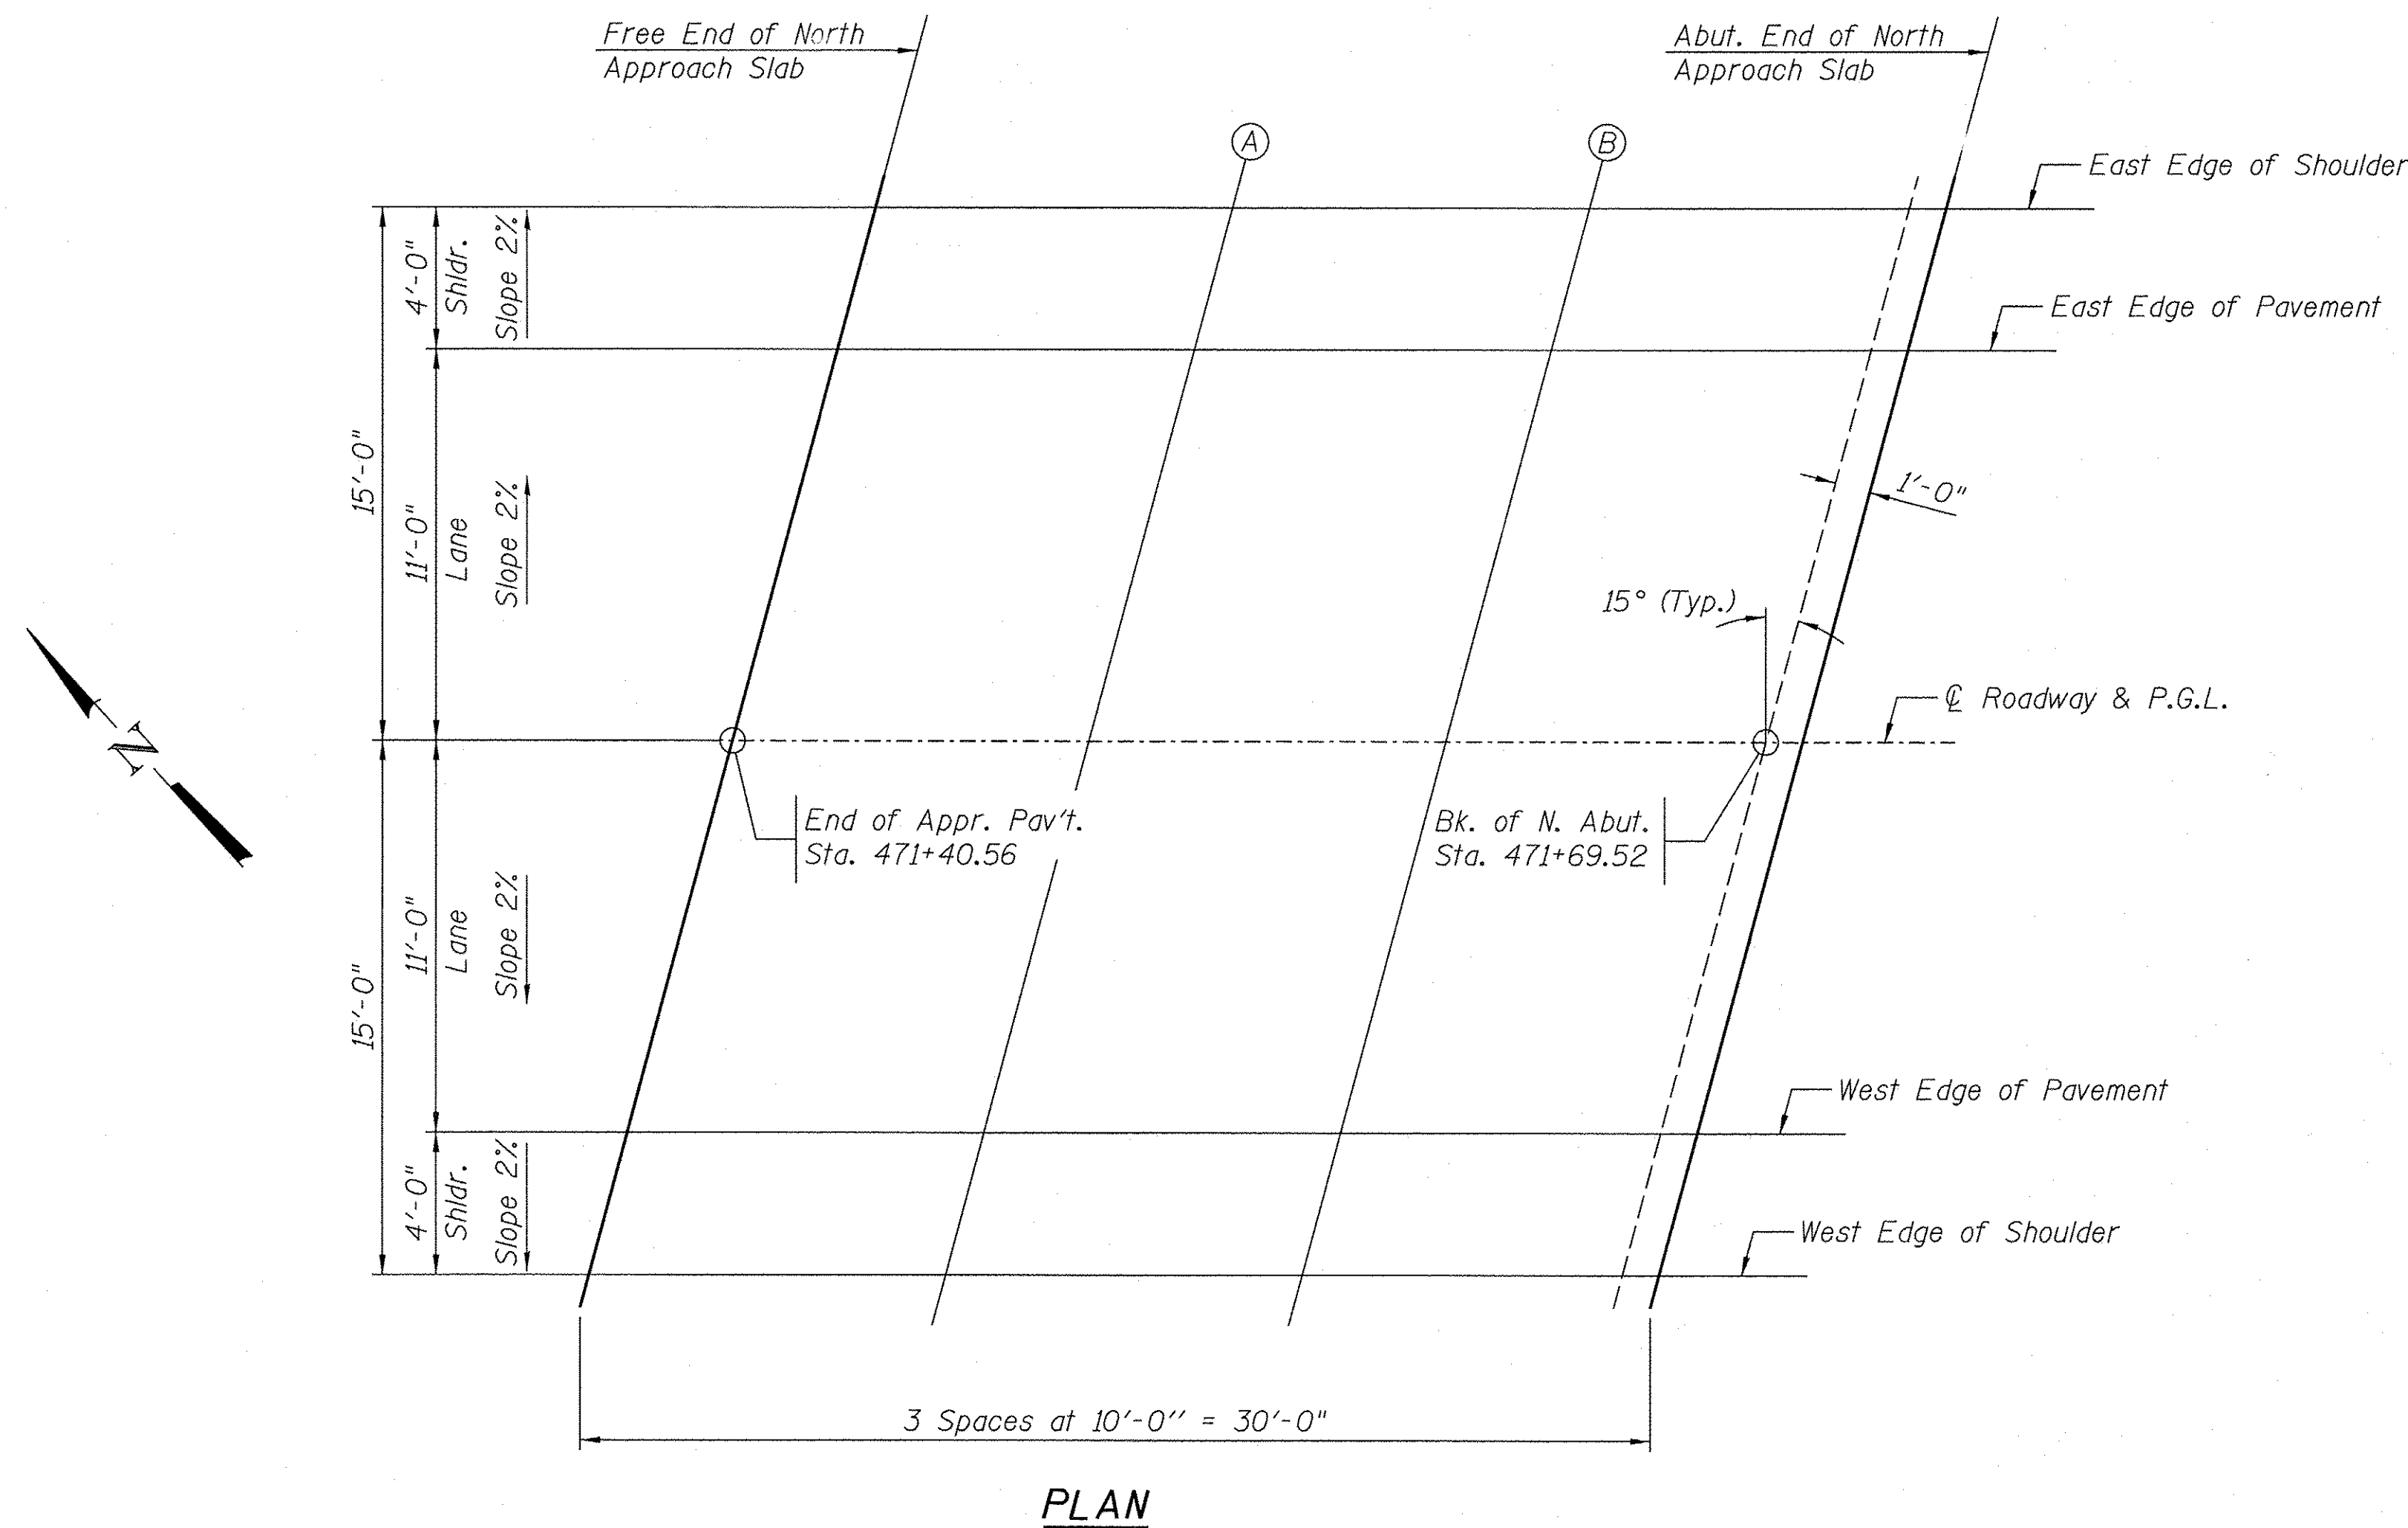 Free End of North
Approach Slab
Abut. End of North
Approach Slab
A
B
East Edge of Shoulder
4'-0"
Shldr.
Slope 2%
East Edge of Pavement
15'-0"
11'-0"
Lane
Slope 2%
1'-0"
15° (Typ.)
N
℄ Roadway & P.G.L.
End of Appr. Pav't.
Sta. 471+40.56
Bk. of N. Abut.
Sta. 471+69.52
15'-0"
11'-0"
Lane
Slope 2%
West Edge of Pavement
4'-0"
Shldr.
Slope 2%
West Edge of Shoulder
3 Spaces at 10'-0'' = 30'-0"
PLAN